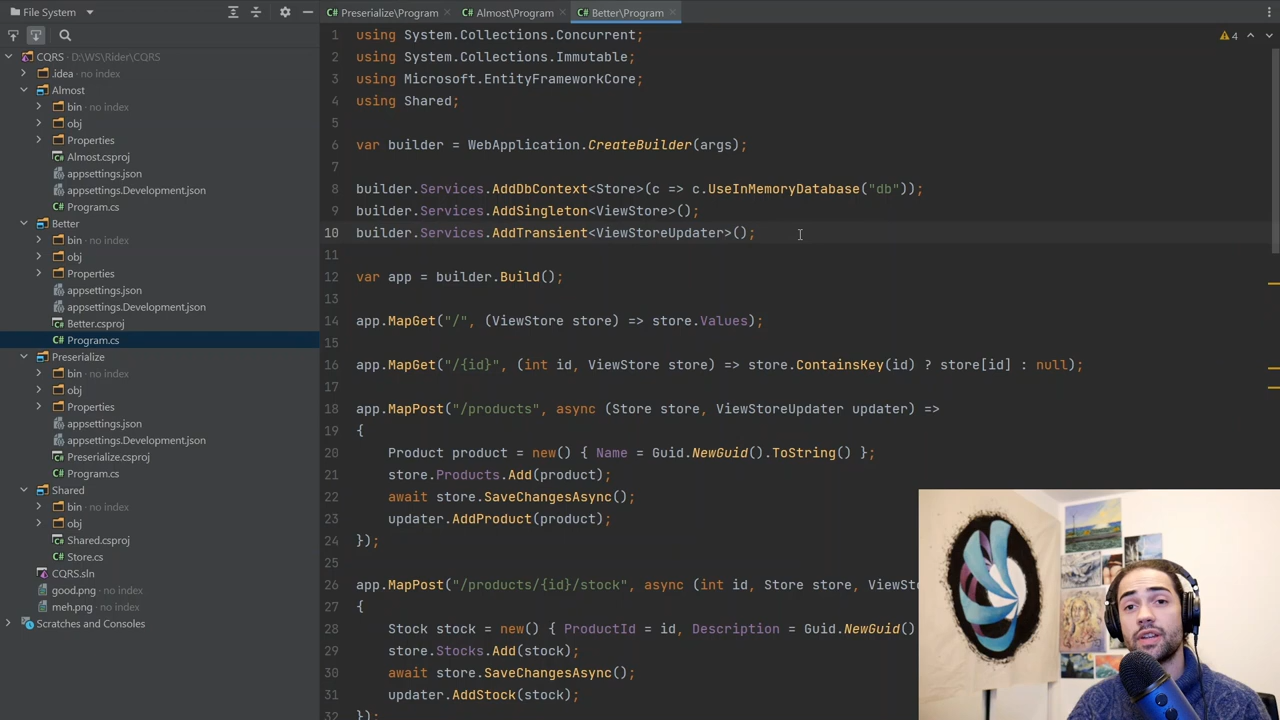 File System
CQRS D:\WS\Rider\CQRS
.idea no index
Almost
bin no index
obj
Properties
Almost.csproj
appsettings.json
appsettings.Development.json
Program.cs
Better
bin no index
obj
Properties
appsettings.json
appsettings.Development.json
Better.csproj
Program.cs
Preserialize
bin no index
obj
Properties
appsettings.json
appsettings.Development.json
Preserialize.csproj
Program.cs
Shared
bin no index
obj
Shared.csproj
Store.cs
CQRS.sln
good.png
meh.png no index
Scratches and Consoles
Preserialize\Program Almost\Program Better\Program
4
1 using System.Collections.Concurrent;
2 using System.Collections.Immutable;
3 using Microsoft.EntityFrameworkCore;
4 using Shared;
5
6 var builder = WebApplication.CreateBuilder(args);
7
8 builder.Services.AddDbContext<Store>(c => c.UseInMemoryDatabase("db"));
9 builder.Services.AddSingleton<ViewStore>();
10 builder.Services.AddTransient<ViewStoreUpdater>();
11
12 var app = builder.Build();
13
14 app.MapGet("/", (ViewStore store) => store.Values);
15
16 app.MapGet("/{id}", (int id, ViewStore store) => store.ContainsKey(id) ? store[id] : null);
17
18 app.MapPost("/products", async (Store store, ViewStoreUpdater updater) =>
19 {
20 Product product = new() { Name = Guid.NewGuid().ToString() };
21 store.Products.Add(product);
22 await store.SaveChangesAsync();
23 updater.AddProduct(product);
24 });
25
26 app.MapPost("/products/{id}/stock", async (int id, Store store, ViewSt
27 {
28 Stock stock = new() { ProductId = id, Description = Guid.NewGuid()
29 store.Stocks.Add(stock);
30 await store.SaveChangesAsync();
31 updater.AddStock(stock);
32 });